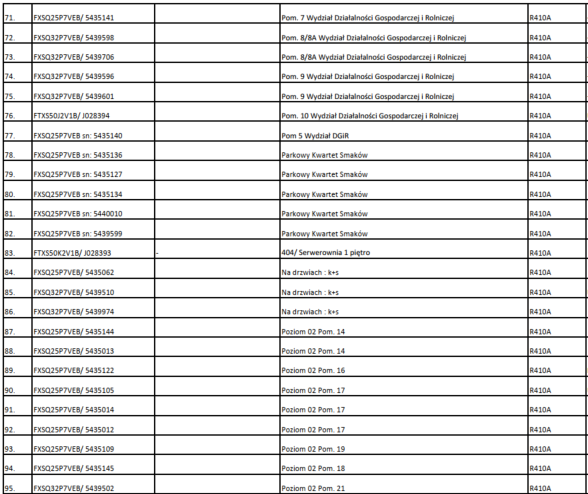 71. FXSQ25P7VEB/ 5435141 Pom. 7 Wydział Działalności Gospodarczej i Rolniczej R410A
72. FXSQ32P7VEB/ 5439598 Pom. 8/8A Wydział Działalności Gospodarczej i Rolniczej R410A
73. FXSQ32P7VEB/ 5439706 Pom. 8/8A Wydział Działalności Gospodarczej i Rolniczej R410A
74. FXSQ32P7VEB/ 5439596 Pom. 9 Wydział Działalności Gospodarczej i Rolniczej R410A
75. FXSQ32P7VEB/ 5439601 Pom. 9 Wydział Działalności Gospodarczej i Rolniczej R410A
76. FTXS50J2V1B/ J028394 Pom. 10 Wydział Działalności Gospodarczej i Rolniczej R410A
77. FXSQ25P7VEB sn: 5435140 Pom 5 Wydział DGiR R410A
78. FXSQ25P7VEB sn: 5435136 Parkowy Kwartet Smaków R410A
79. FXSQ25P7VEB sn: 5435127 Parkowy Kwartet Smaków R410A
80. FXSQ25P7VEB sn: 5435134 Parkowy Kwartet Smaków R410A
81. FXSQ25P7VEB sn: 5440010 Parkowy Kwartet Smaków R410A
82. FXSQ25P7VEB sn: 5439599 Parkowy Kwartet Smaków R410A
83. FTXS50K2V1B/ J028393 - 404/ Serwerownia 1 piętro R410A
84. FXSQ25P7VEB/ 5435062 Na drzwiach : k+s R410A
85. FXSQ32P7VEB/ 5439510 Na drzwiach : k+s R410A
86. FXSQ32P7VEB/ 5439974 Na drzwiach : k+s R410A
87. FXSQ25P7VEB/ 5435144 Poziom 02 Pom. 14 R410A
88. FXSQ25P7VEB/ 5435013 Poziom 02 Pom. 14 R410A
89. FXSQ25P7VEB/ 5435122 Poziom 02 Pom. 16 R410A
90. FXSQ25P7VEB/ 5435105 Poziom 02 Pom. 17 R410A
91. FXSQ25P7VEB/ 5435014 Poziom 02 Pom. 17 R410A
92. FXSQ25P7VEB/ 5435012 Poziom 02 Pom. 17 R410A
93. FXSQ25P7VEB/ 5435109 Poziom 02 Pom. 19 R410A
94. FXSQ25P7VEB/ 5435145 Poziom 02 Pom. 18 R410A
95. FXSQ32P7VEB/ 5439502 Poziom 02 Pom. 21 R410A